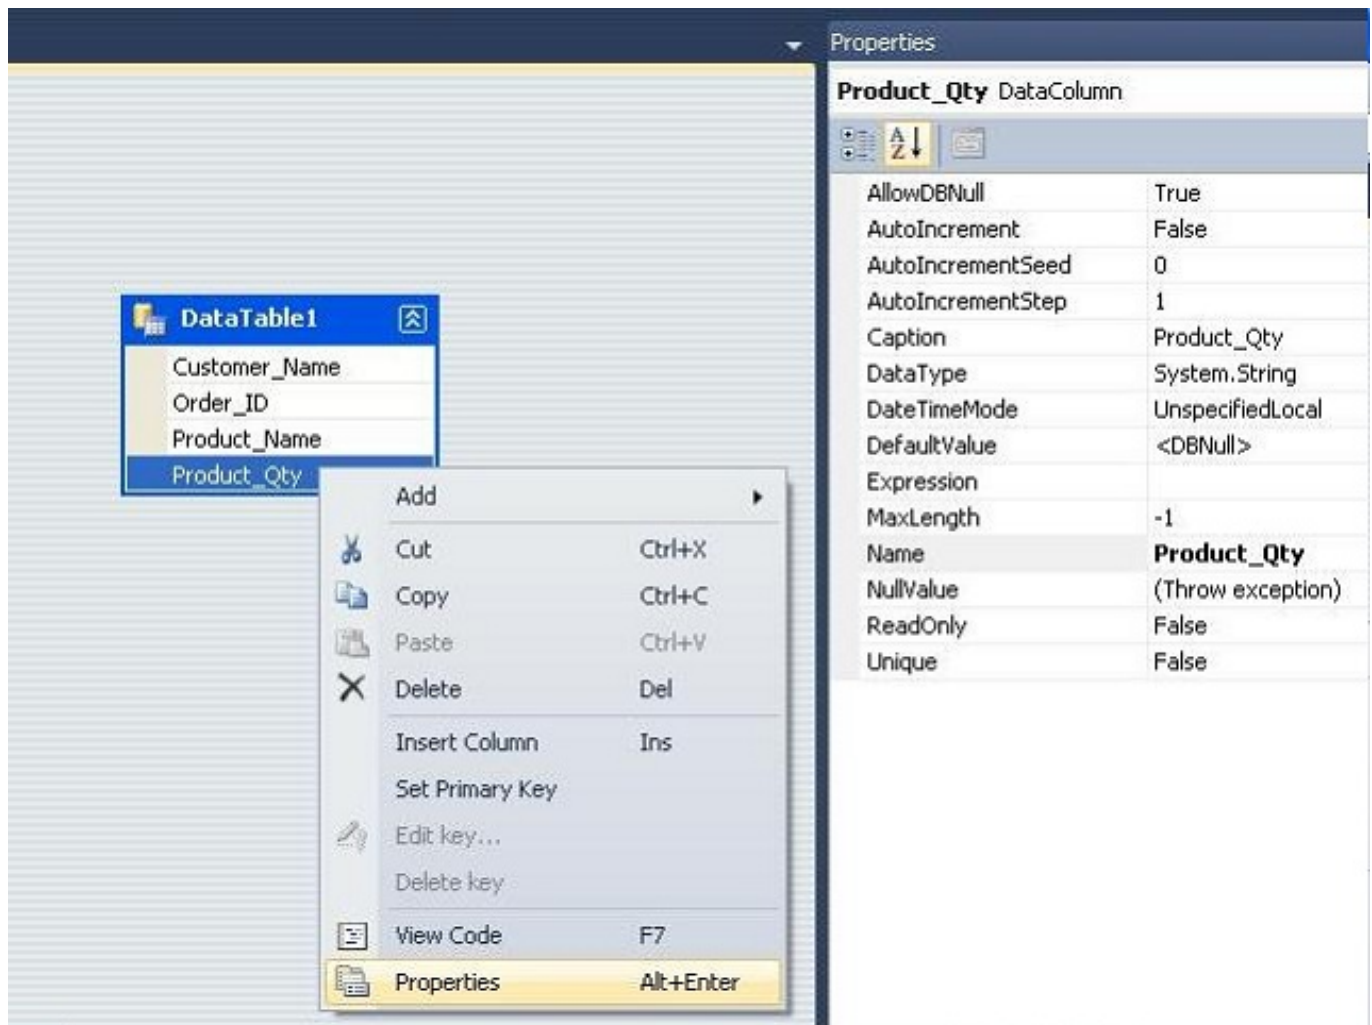 DataTable1
Customer_Name
Order_ID
Product_Name
Product_Qty
Add
Cut Ctrl+X
Copy Ctrl+C
Paste Ctrl+V
Delete Del
Insert Column Ins
Set Primary Key
Edit key...
Delete key
View Code F7
Properties Alt+Enter
Properties
Product_Qty DataColumn
AllowDBNull True
AutoIncrement False
AutoIncrementSeed 0
AutoIncrementStep 1
Caption Product_Qty
DataType System.String
DateTimeMode UnspecifiedLocal
DefaultValue <DBNull>
Expression
MaxLength -1
Name Product_Qty
NullValue (Throw exception)
ReadOnly False
Unique False